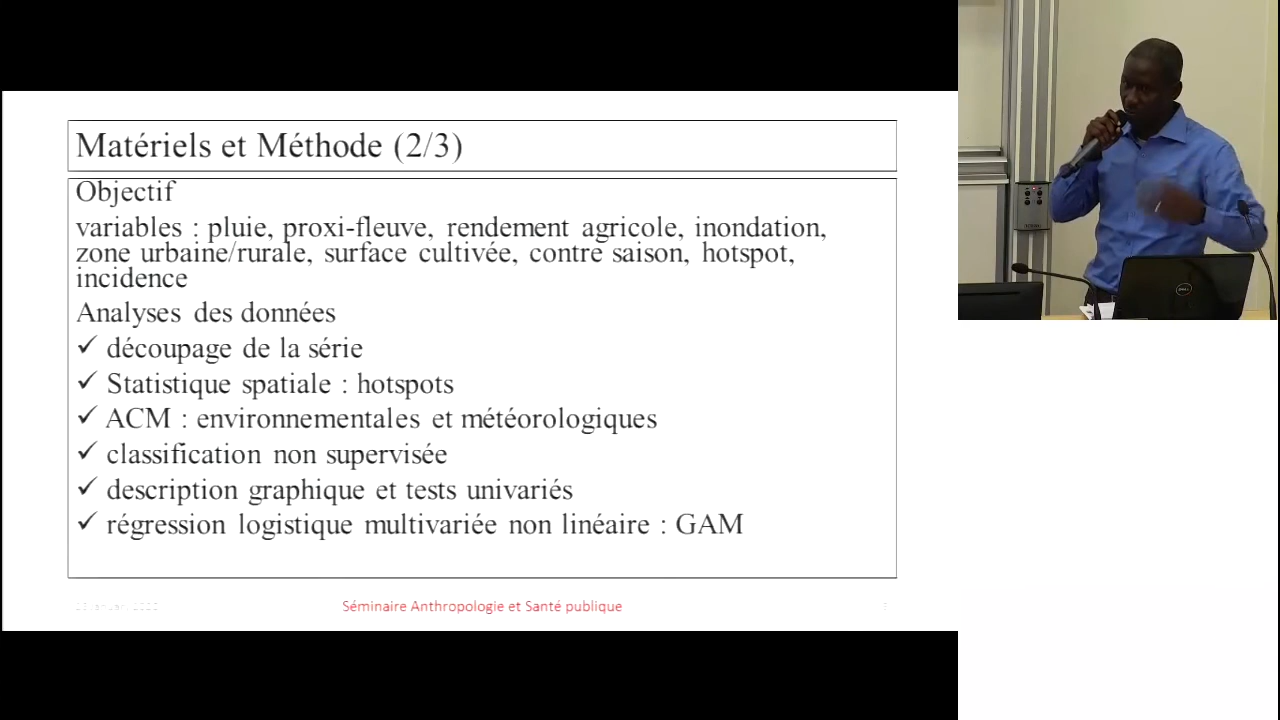 Matériels et Méthode (2/3)
Objectif
variables : pluie, proxi-fleuve, rendement agricole, inondation,
zone urbaine/rurale, surface cultivée, contre saison, hotspot,
incidence
Analyses des données
✓ découpage de la série
✓ Statistique spatiale : hotspots
✓ ACM : environnementales et météorologiques
✓ classification non supervisée
✓ description graphique et tests univariés
✓ régression logistique multivariée non linéaire : GAM
Séminaire Anthropologie et Santé publique
DELL